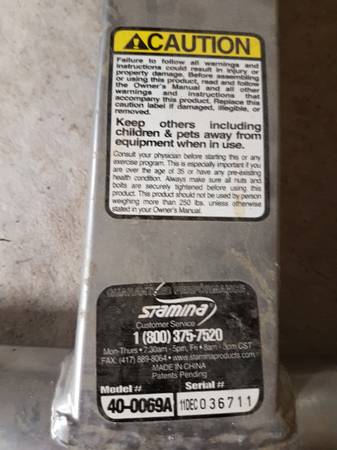 CAUTION
Failure to follow all warnings and
instructions could result in injury or
property damage. Before assembling
or using this product, read and follow
the Owner's Manual and all other
warnings and instructions that
accompany this product. Replace this
caution label if damaged, illegible, or
removed.
Keep others including
children & pets away from
equipment when in use.
Consult your physician before starting this or any
exercise program. This is especially important if you
are over the age of 35 or have any pre-existing
health condition. Always make sure all nuts and
bolts are securely tightened before using this
product. This product should not be used by person
weighing more than 250 lbs. unless otherwise
stated in your Owner's Manual.
GUARANTEED PERFORMANCE
STAMINA
Customer Service
1 (800) 375-7520
Mon-Thurs • 7:30am - 5pm, Fri • 8am - 3pm CST
FAX: (417) 889-8064 • www.staminaproducts.com
MADE IN CHINA
Patents Pending
Model # Serial #
40-0069A 11DEC 036711